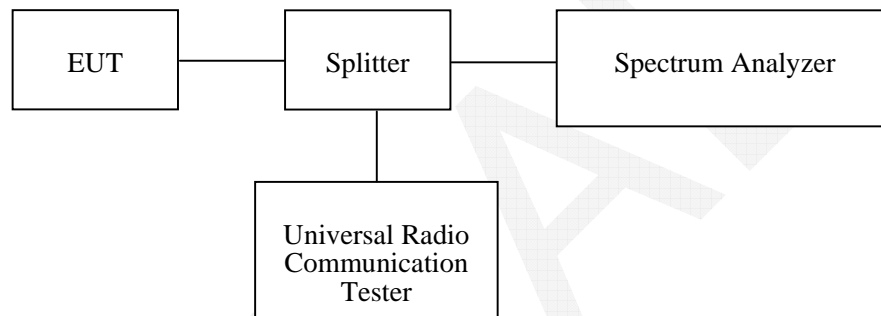 EUT
Splitter
Spectrum Analyzer
Universal Radio
Communication
Tester